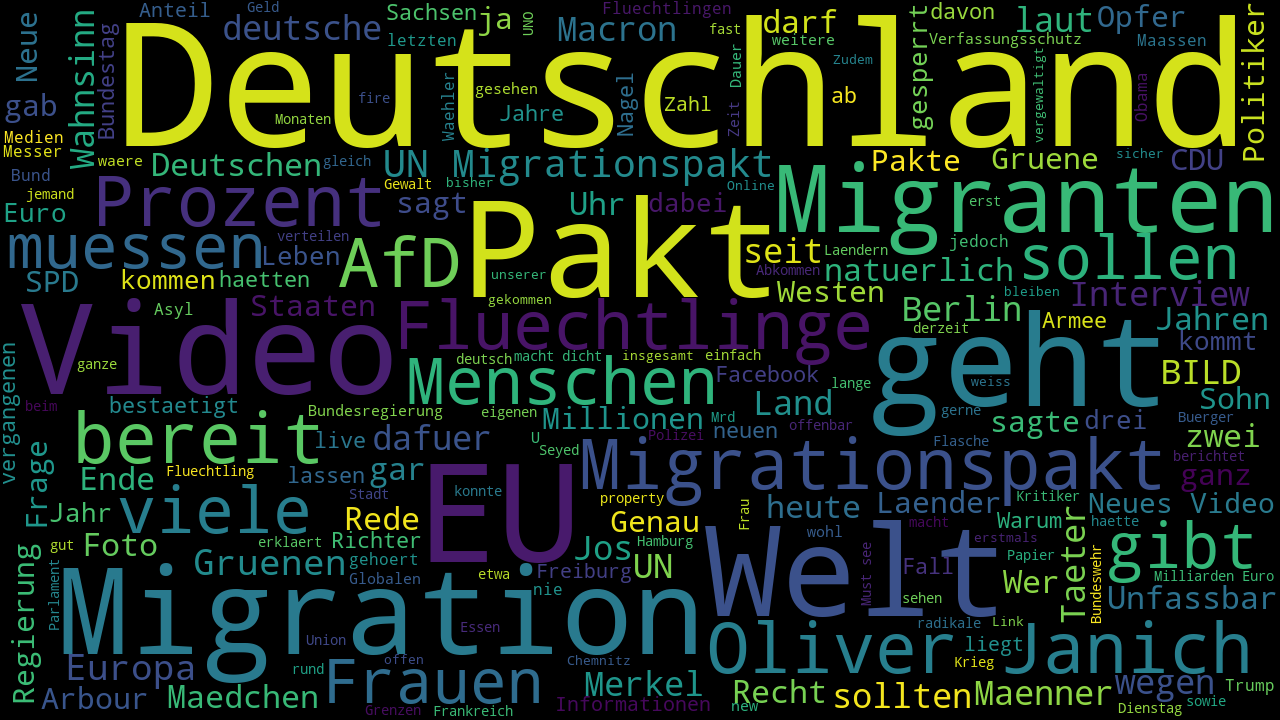 Anteil Geld Sachsen ja UNO Fluechtlingen darf davon laut Opfer
Neue deutsche letzten Macron fast weitere gesperrt Verfassungsschutz Maassen
Wahnsinn Bundestag Deutschland Dauer Zudem Politiker
gab fire Waehler gesehen Nagel Zahl ab vergewaltigt Obama
Monaten Jahre Zeit
Medien
Messer waere Deutschen gleich UN Migrationspakt Pakte Gruene sicher CDU
Bund jemand Prozent Gewalt bisher Online Migranten erst
Euro sagt Uhr dabei
muessen verteilen AfD Pakt seit Laendern jedoch sollen
SPD kommen Leben haetten unserer Abkommen natuerlich
Asyl Staaten gekommen Westen bleiben Interview
Video Fluechtlinge Berlin Armee Jahren
derzeit geht kommt
ganze Menschen deutsch macht dicht insgesamt einfach
vergangenen Facebook lange weiss BILD
beim bestaetigt Bundesregierung eigenen Millionen Mrd Land gerne Sohn
bereit live dafuer U neuen offenbar sagte drei Buerger
Seyed Polizei Flasche zwei
Frage Ende Fluechtling lassen gar EU Migrationspakt berichtet ganz
Jahr viele Stadt konnte property Frau heute Laender Kritiker Neues Video
Rede Genau Warum haette
Foto gut erklaert Richter Jos Hamburg Welt wohl macht erstmals Taeter gibt
Regierung Gruenen gehoert Freiburg UN Must see Fall Papier Bundeswehr Milliarden Euro
Parlament Migration Globalen etwa nie sehen Wer Unfassbar
Union Essen Oliver radikale Link Janich
Europa rund offen Chemnitz liegt
Arbour Maedchen Frauen Merkel Krieg wegen Trump
Grenzen Frankreich Informationen new Recht sollten Maenner Dienstag sowie